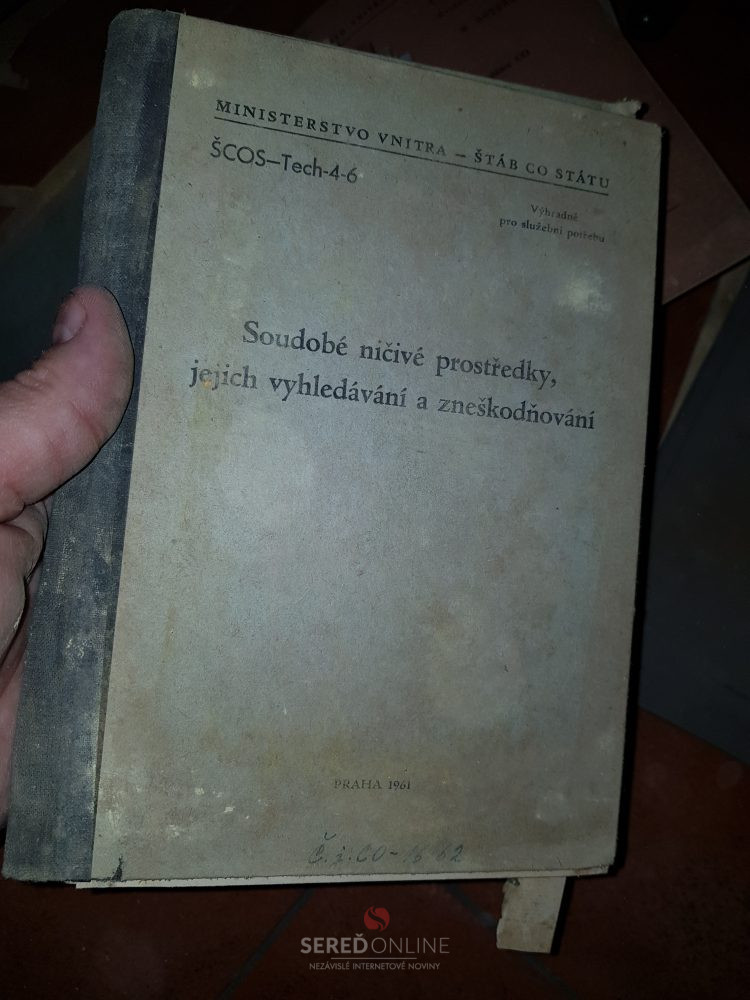 MINISTERSTVO VNITRA – ŠTÁB CO STÁTU
ŠCOS–Tech-4-6
Výhradně
pro služební potřebu
Soudobé ničivé prostředky,
jejich vyhledávání a zneškodňování
PRAHA 1961
Č.j. CO-
SEREĎONLINE
NEZÁVISLÉ INTERNETOVÉ NOVINY